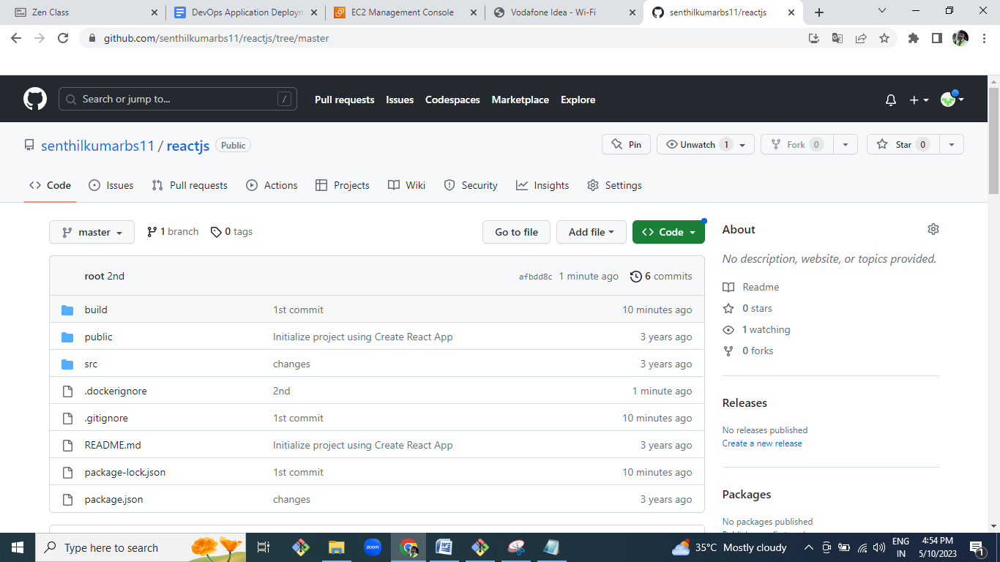 Zen Class
DevOps Application Deploym
EC2 Management Console
Vodafone Idea - Wi-Fi
senthilkumarbs11/reactjs
github.com/senthilkumarbs11/reactjs/tree/master
Search or jump to...
/
Pull requests
Issues
Codespaces
Marketplace
Explore
senthilkumarbs11 / reactjs
Public
Pin
Unwatch 1
Fork 0
Star 0
Code
Issues
Pull requests
Actions
Projects
Wiki
Security
Insights
Settings
master
1 branch
0 tags
Go to file
Add file
Code
root 2nd
afbdd8c 1 minute ago
6 commits
build 1st commit 10 minutes ago
public Initialize project using Create React App 3 years ago
src changes 3 years ago
.dockerignore 2nd 1 minute ago
.gitignore 1st commit 10 minutes ago
README.md Initialize project using Create React App 3 years ago
package-lock.json 1st commit 10 minutes ago
package.json changes 3 years ago
About
No description, website, or topics provided.
Readme
0 stars
1 watching
0 forks
Releases
No releases published
Create a new release
Packages
No packages published
Type here to search
zoom
35°C Mostly cloudy
ENG
IN
4:54 PM
5/10/2023
1